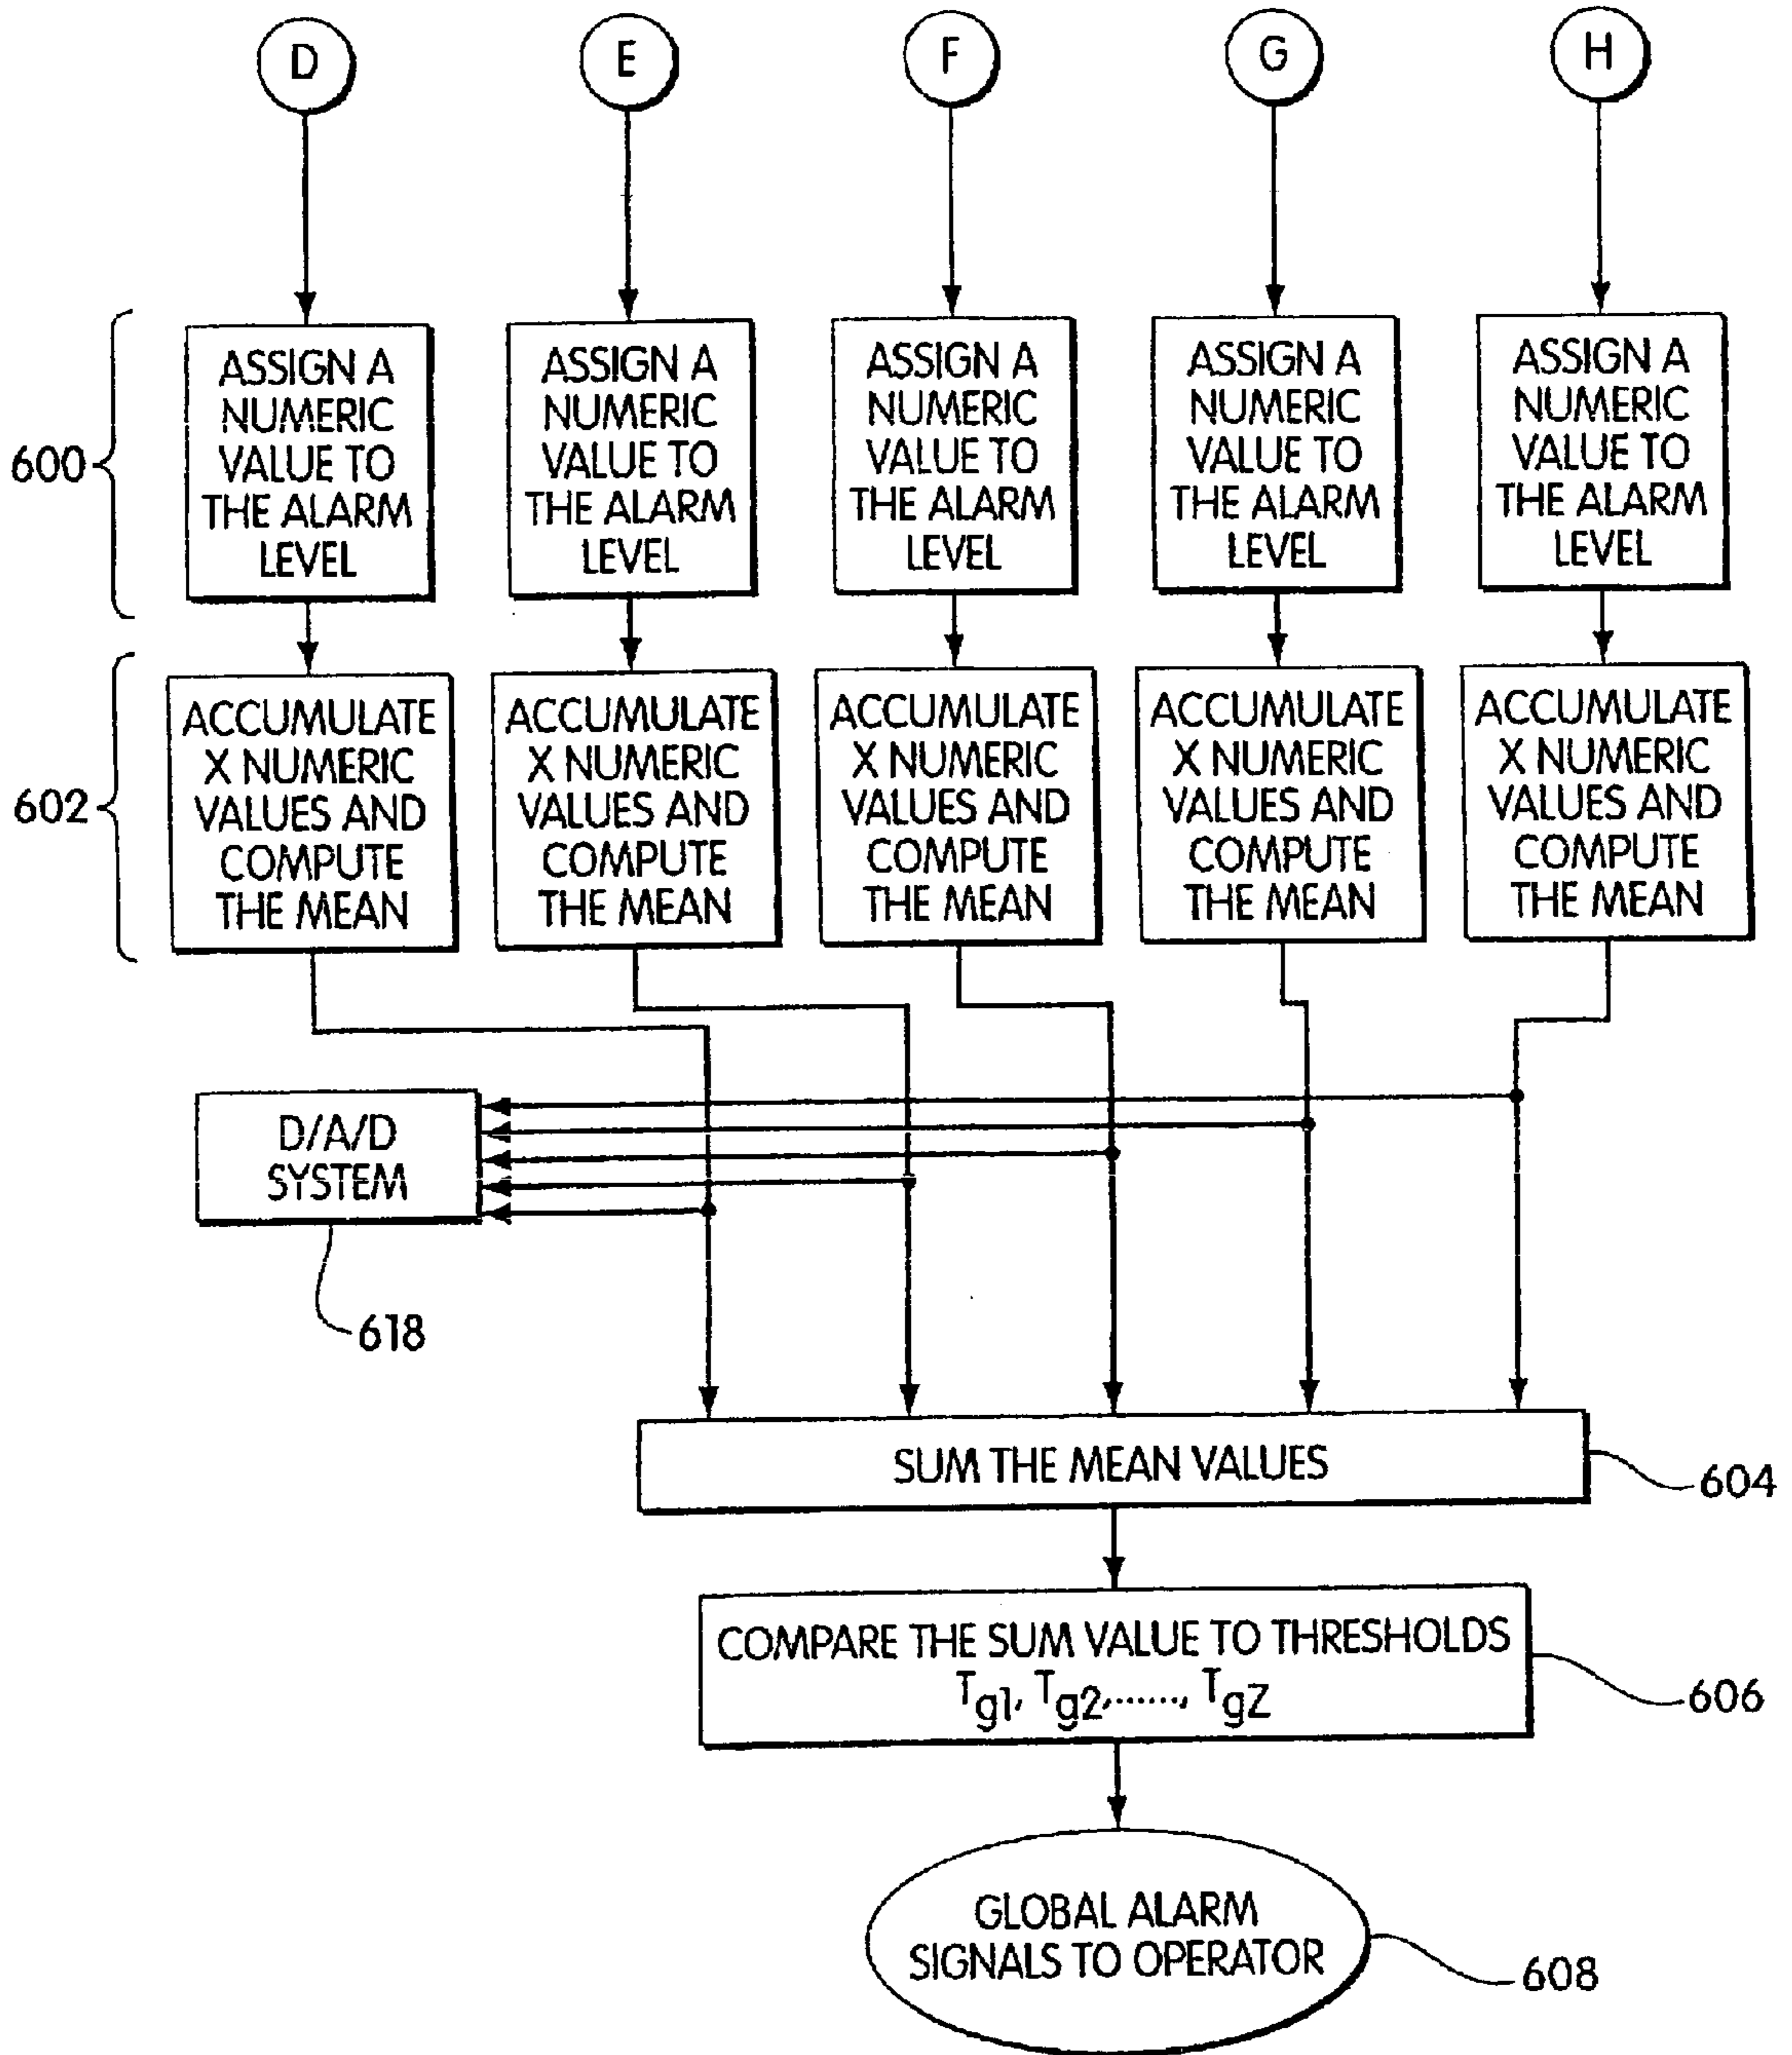 D
E
F
G
H
600
ASSIGN A
NUMERIC
VALUE TO
THE ALARM
LEVEL
ASSIGN A
NUMERIC
VALUE TO
THE ALARM
LEVEL
ASSIGN A
NUMERIC
VALUE TO
THE ALARM
LEVEL
ASSIGN A
NUMERIC
VALUE TO
THE ALARM
LEVEL
ASSIGN A
NUMERIC
VALUE TO
THE ALARM
LEVEL
602
ACCUMULATE
X NUMERIC
VALUES AND
COMPUTE
THE MEAN
ACCUMULATE
X NUMERIC
VALUES AND
COMPUTE
THE MEAN
ACCUMULATE
X NUMERIC
VALUES AND
COMPUTE
THE MEAN
ACCUMULATE
X NUMERIC
VALUES AND
COMPUTE
THE MEAN
ACCUMULATE
X NUMERIC
VALUES AND
COMPUTE
THE MEAN
D/A/D
SYSTEM
618
SUM THE MEAN VALUES
604
COMPARE THE SUM VALUE TO THRESHOLDS
Tg1, Tg2,......, TgZ
606
GLOBAL ALARM
SIGNALS TO OPERATOR
608